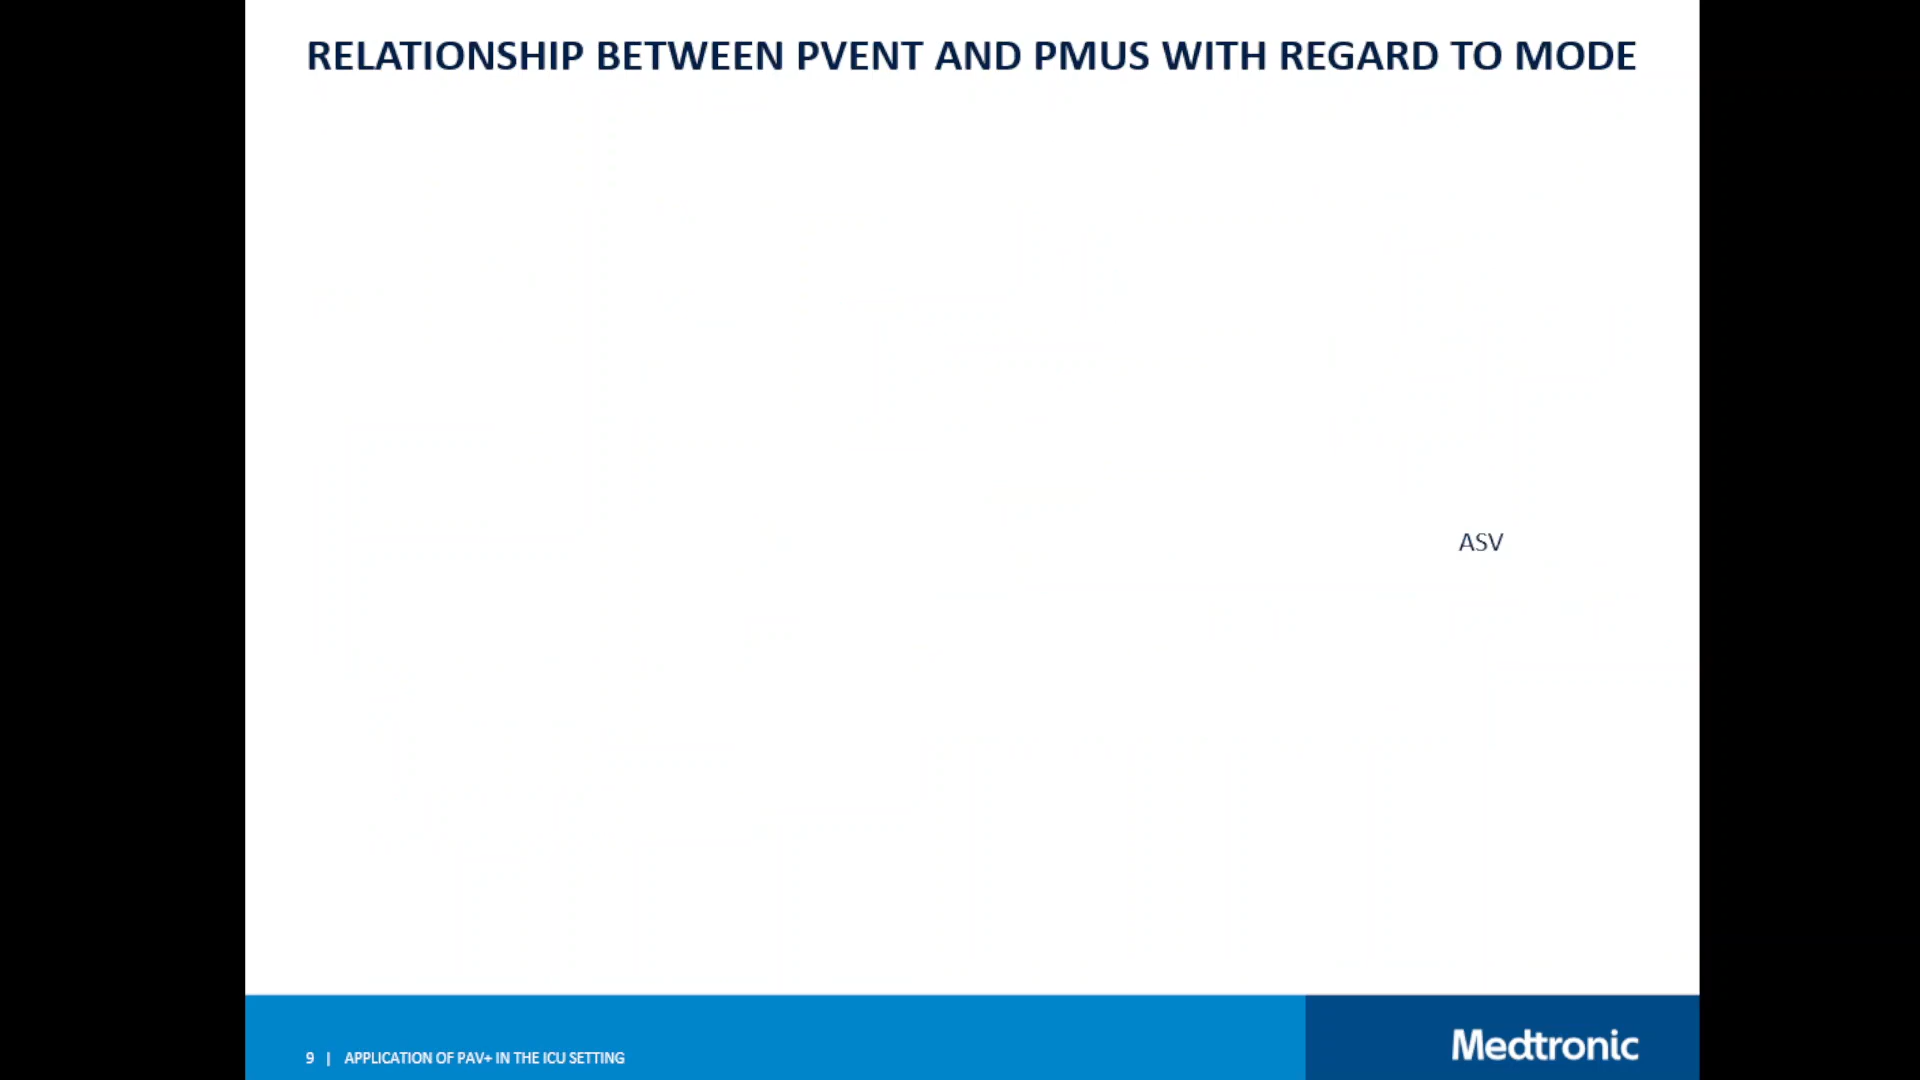 RELATIONSHIP BETWEEN PVENT AND PMUS WITH REGARD TO MODE
ASV
9 | APPLICATION OF PAV+ IN THE ICU SETTING
Medtronic